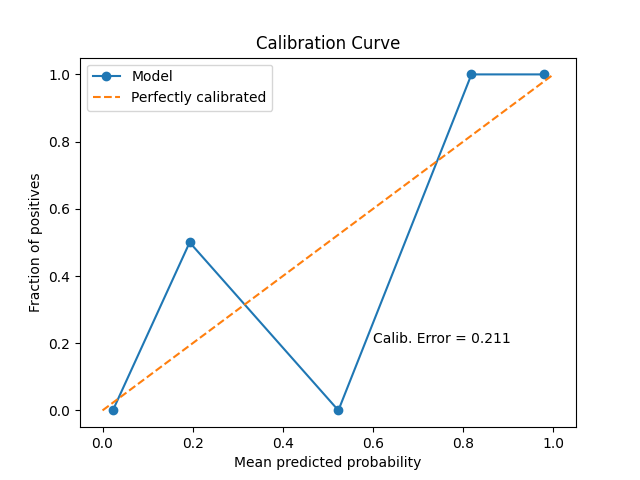 Calibration Curve
Model
Perfectly calibrated
Fraction of positives
1.0
0.8
0.6
0.4
0.2
0.0
Calib. Error = 0.211
0.0 0.2 0.4 0.6 0.8 1.0
Mean predicted probability